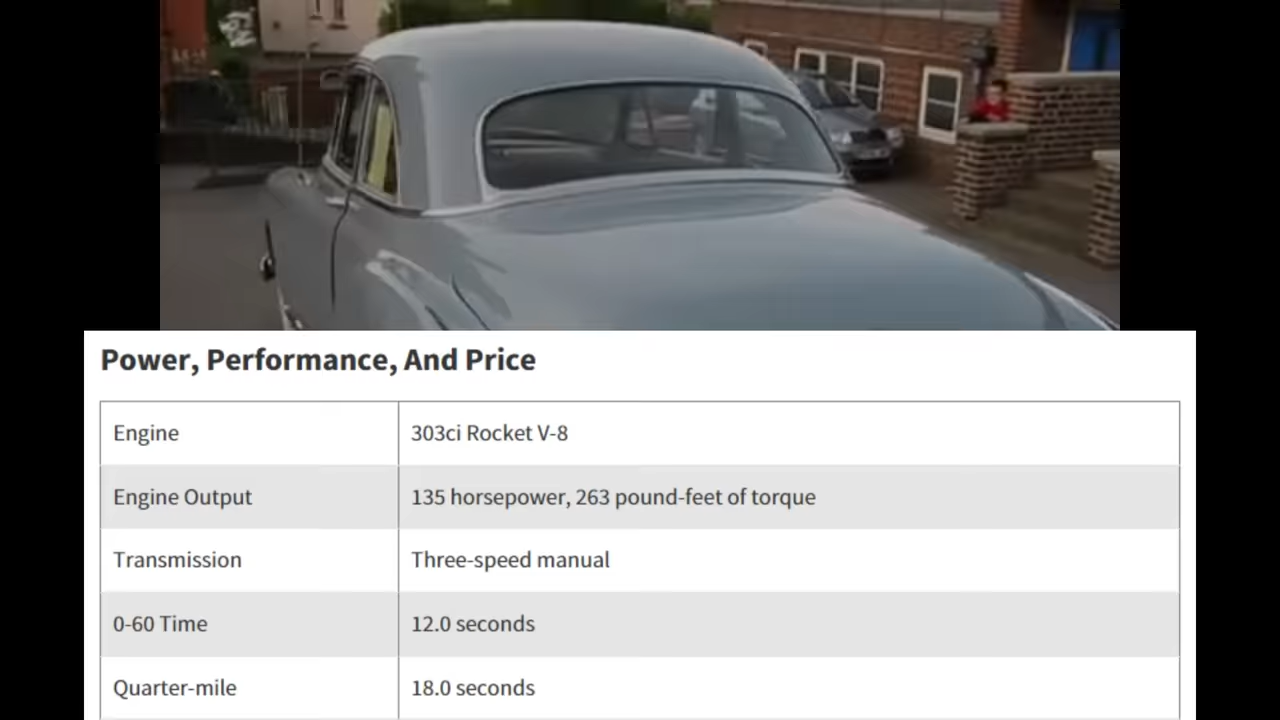 Power, Performance, And Price
Engine 303ci Rocket V-8
Engine Output 135 horsepower, 263 pound-feet of torque
Transmission Three-speed manual
0-60 Time 12.0 seconds
Quarter-mile 18.0 seconds